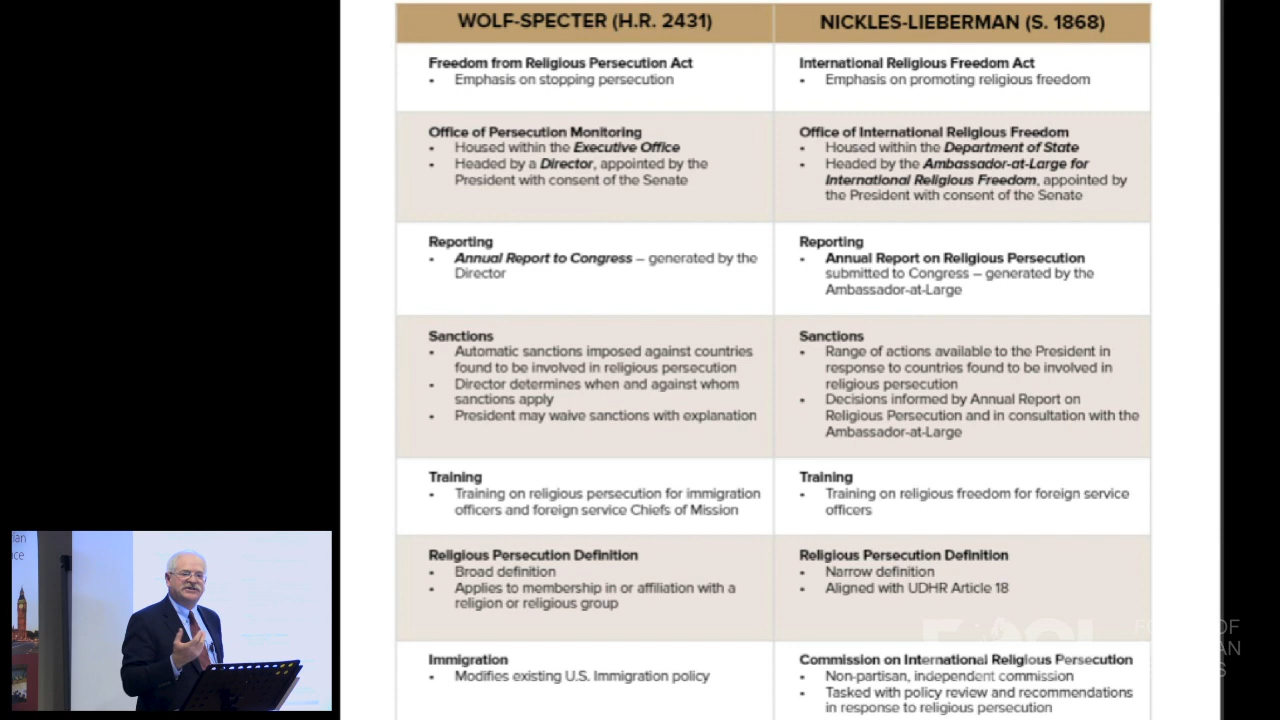 WOLF-SPECTER (H.R. 2431)
Freedom from Religious Persecution Act
• Emphasis on stopping persecution
Office of Persecution Monitoring
• Housed within the Executive Office
• Headed by a Director, appointed by the
President with consent of the Senate
Reporting
• Annual Report to Congress – generated by the
Director
Sanctions
• Automatic sanctions imposed against countries
found to be involved in religious persecution
• Director determines when and against whom
sanctions apply
• President may waive sanctions with explanation
Training
• Training on religious persecution for immigration
officers and foreign service Chiefs of Mission
Religious Persecution Definition
• Broad definition
• Applies to membership in or affiliation with a
religion or religious group
Immigration
• Modifies existing U.S. Immigration policy
NICKLES-LIEBERMAN (S. 1868)
International Religious Freedom Act
• Emphasis on promoting religious freedom
Office of International Religious Freedom
• Housed within the Department of State
• Headed by the Ambassador-at-Large for
International Religious Freedom, appointed by
the President with consent of the Senate
Reporting
• Annual Report on Religious Persecution
submitted to Congress – generated by the
Ambassador-at-Large
Sanctions
• Range of actions available to the President in
response to countries found to be involved in
religious persecution
• Decisions informed by Annual Report on
Religious Persecution and in consultation with the
Ambassador-at-Large
Training
• Training on religious freedom for foreign service
officers
Religious Persecution Definition
• Narrow definition
• Aligned with UDHR Article 18
Commission on International Religious Persecution
• Non-partisan, independent commission
• Tasked with policy review and recommendations
in response to religious persecution